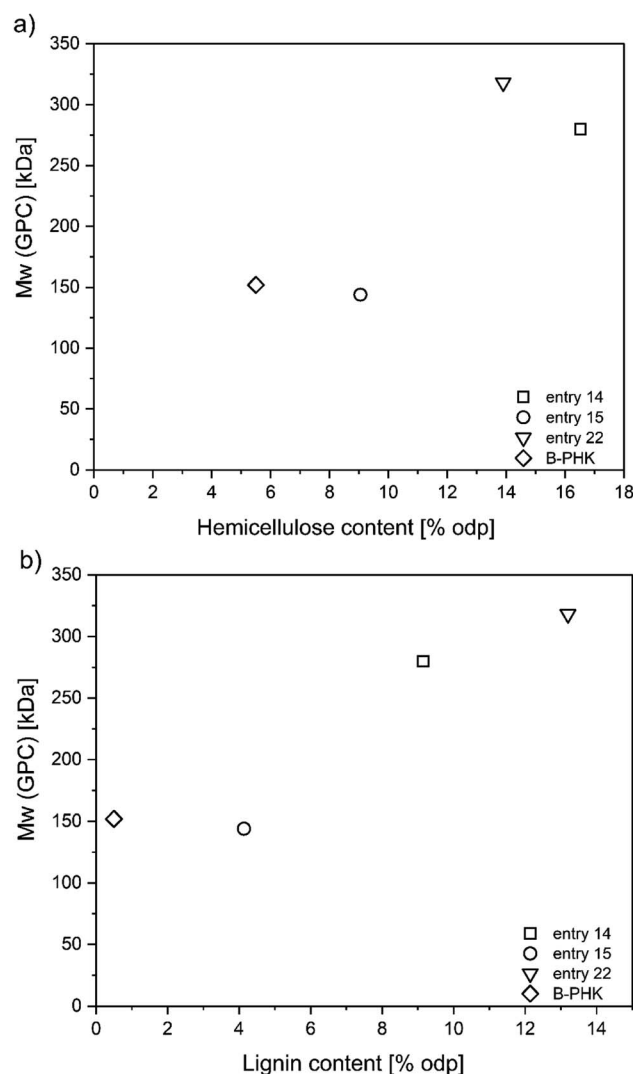 a)
350
300
250
200
150
100
50
0
Mw (GPC) [kDa]
entry 14
entry 15
entry 22
B-PHK
0 2 4 6 8 10 12 14 16 18
Hemicellulose content [% odp]
b)
350
300
250
200
150
100
50
0
Mw (GPC) [kDa]
entry 14
entry 15
entry 22
B-PHK
0 2 4 6 8 10 12 14
Lignin content [% odp]